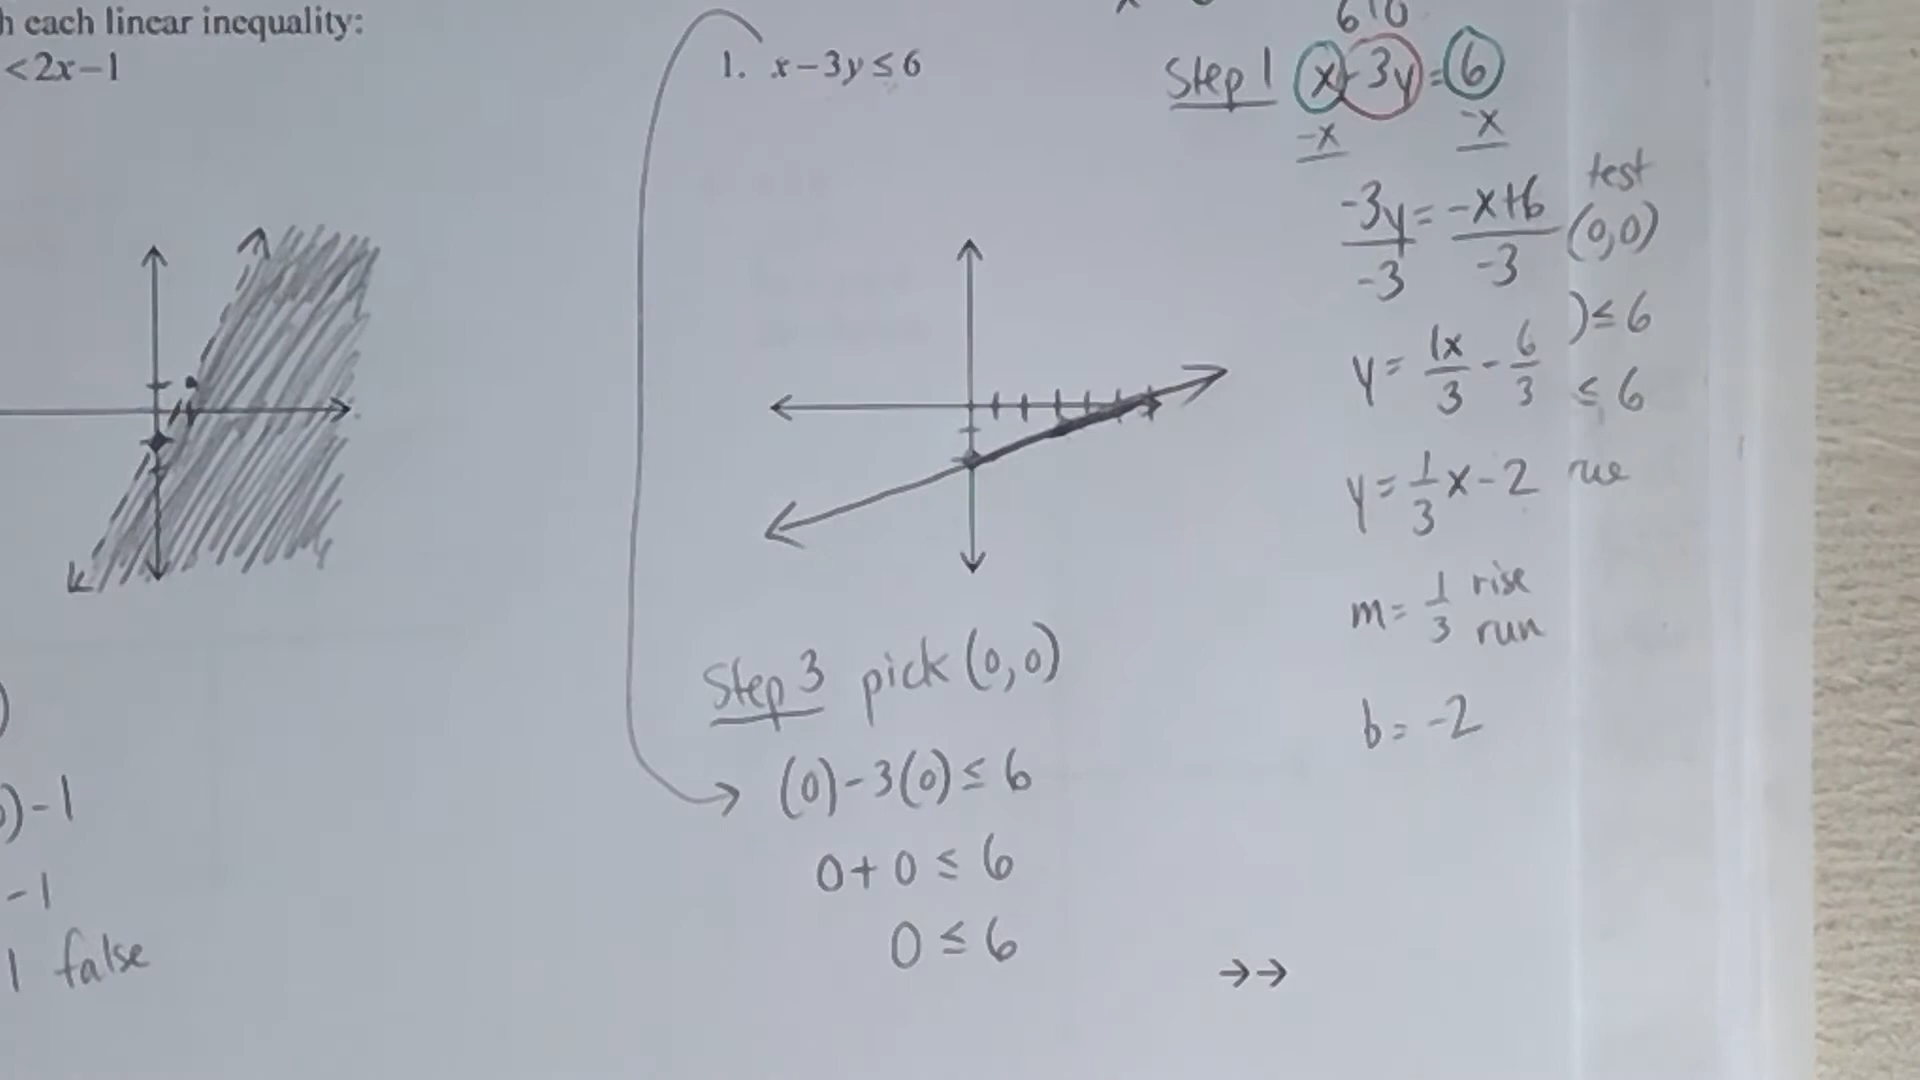 h each linear inequality:
< 2x - 1
) - 1
- 1
1 false
1. x - 3y ≤ 6
Step 3 pick (0,0)
→ (0) - 3(0) ≤ 6
0 + 0 ≤ 6
0 ≤ 6
→→
Step 1 x - 3y = 6
-x -x
-3y = -x+6
-3 -3
y = 1x/3 - 6/3
y = 1/3 x - 2
m = 1/3 rise
run
b = -2
test
(0,0)
) ≤ 6
≤ 6
rue